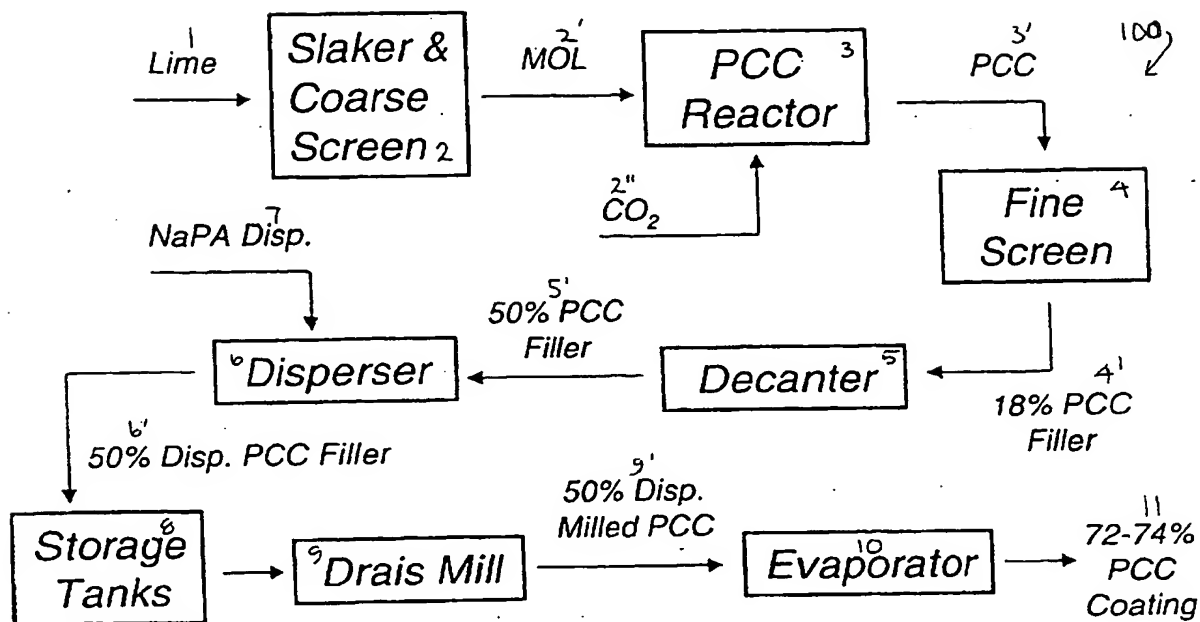 1
Lime
Slaker &
Coarse
Screen 2
2'
MOL
PCC 3
Reactor
3'
PCC
100
2"
CO₂
Fine 4
Screen
7
NaPA Disp.
5'
50% PCC
Filler
6 Disperser
Decanter 5
4'
18% PCC
Filler
6'
50% Disp. PCC Filler
8
Storage
Tanks
9 Drais Mill
9'
50% Disp.
Milled PCC
10
Evaporator
11
72-74%
PCC
Coating